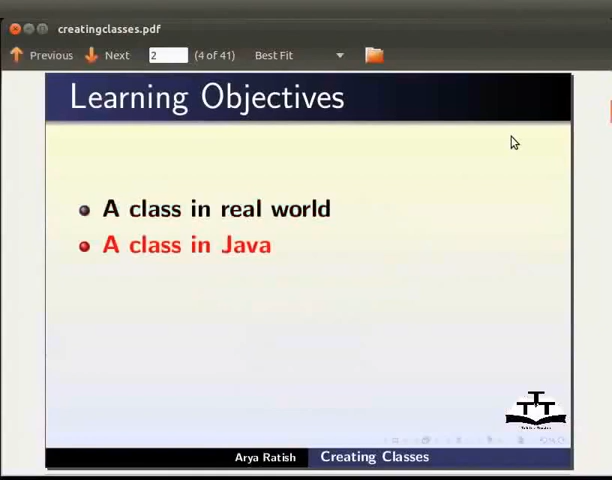 creatingclasses.pdf
Previous Next 2 (4 of 41) Best Fit
Learning Objectives
A class in real world
A class in Java
Arya Ratish Creating Classes